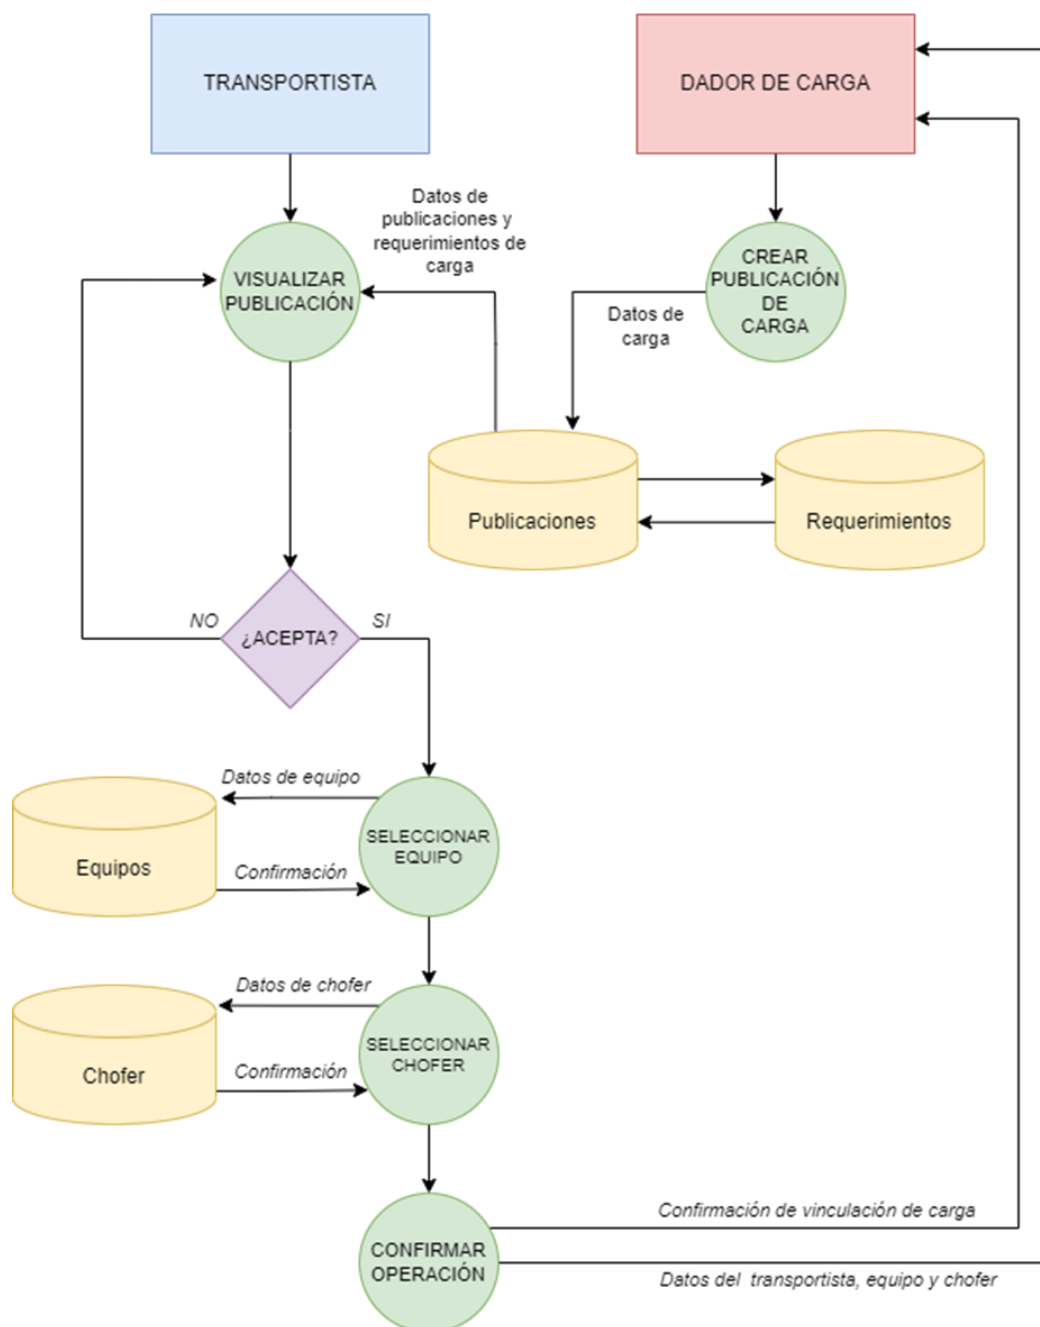 TRANSPORTISTA
DADOR DE CARGA
Datos de
publicaciones y
requerimientos de
carga
VISUALIZAR
PUBLICACIÓN
CREAR
PUBLICACIÓN
DE
CARGA
Datos de
carga
Publicaciones
Requerimientos
NO
¿ACEPTA?
SI
Datos de equipo
SELECCIONAR
EQUIPO
Equipos
Confirmación
Datos de chofer
SELECCIONAR
CHOFER
Chofer
Confirmación
Confirmación de vinculación de carga
CONFIRMAR
OPERACIÓN
Datos del transportista, equipo y chofer